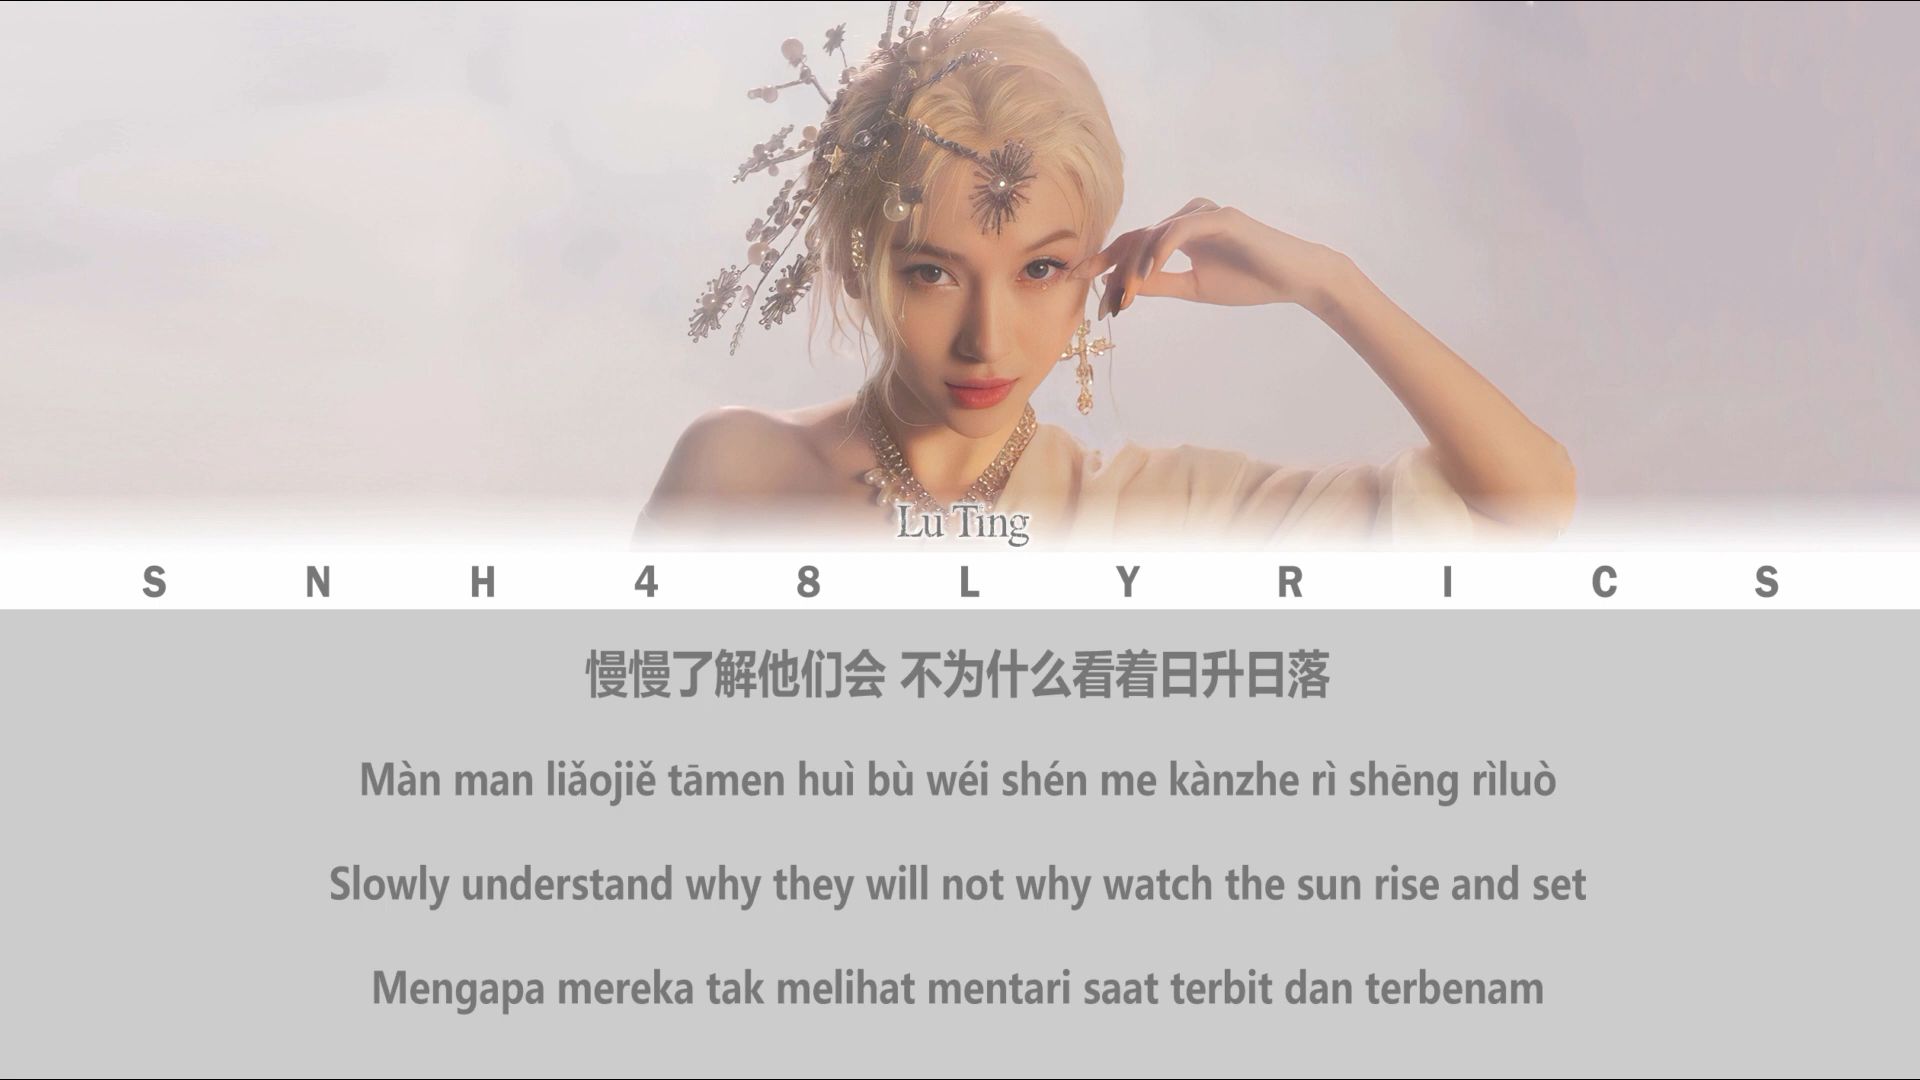 Lu Ting
S N H 4 8 L Y R I C S
慢慢了解他们会 不为什么看着日升日落
Màn man liǎojiě tāmen huì bù wéi shén me kànzhe rì shēng rìluò
Slowly understand why they will not why watch the sun rise and set
Mengapa mereka tak melihat mentari saat terbit dan terbenam